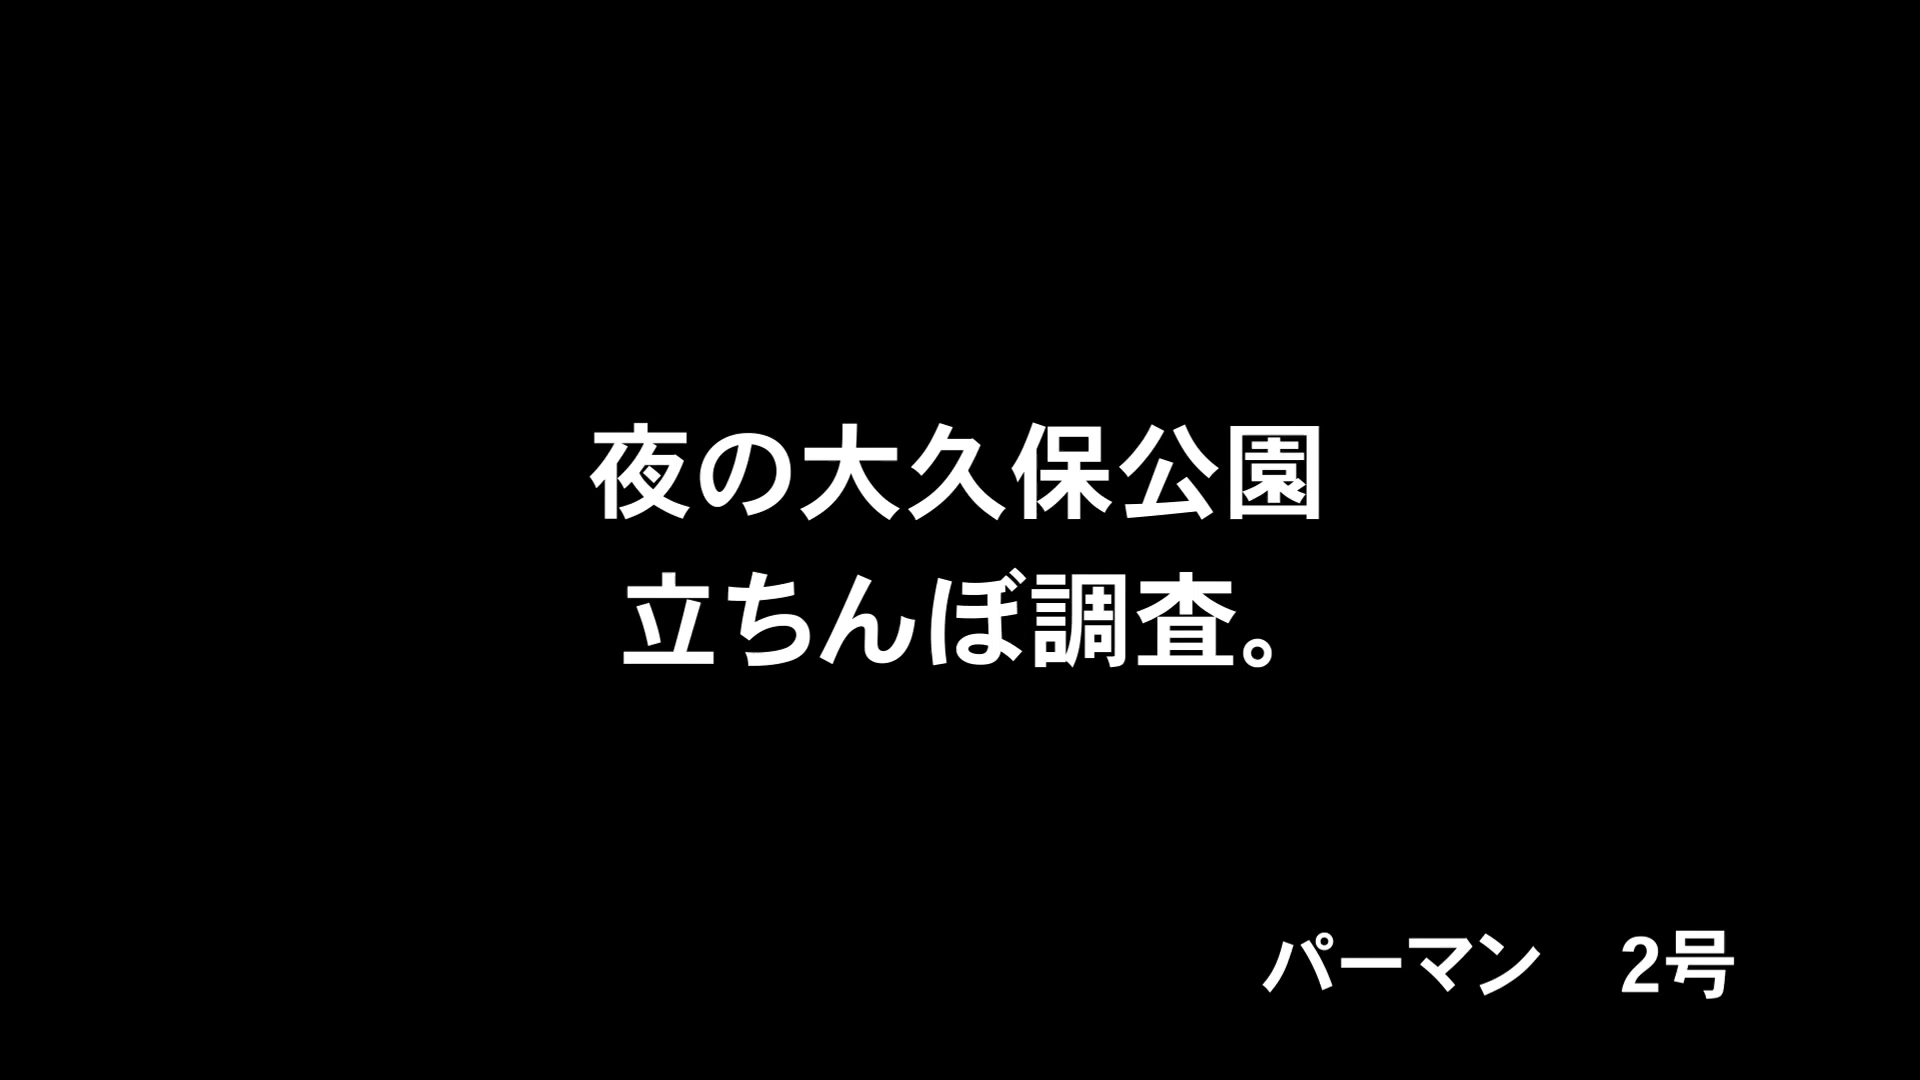 夜の大久保公園
立ちんぼ調査。
パーマン　2号